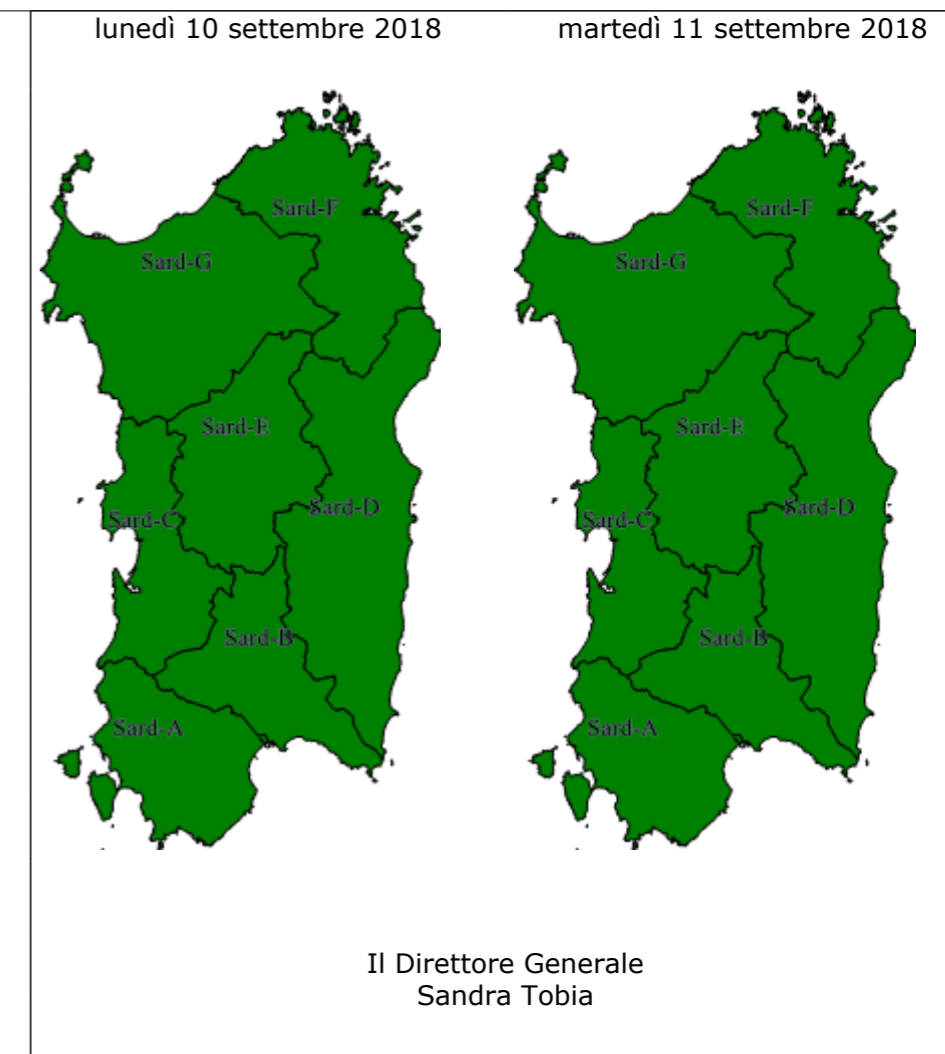 lunedì 10 settembre 2018
martedì 11 settembre 2018
Sard-F
Sard-G
Sard-E
Sard-D
Sard-C
Sard-B
Sard-A
Sard-F
Sard-G
Sard-E
Sard-D
Sard-C
Sard-B
Sard-A
Il Direttore Generale
Sandra Tobia